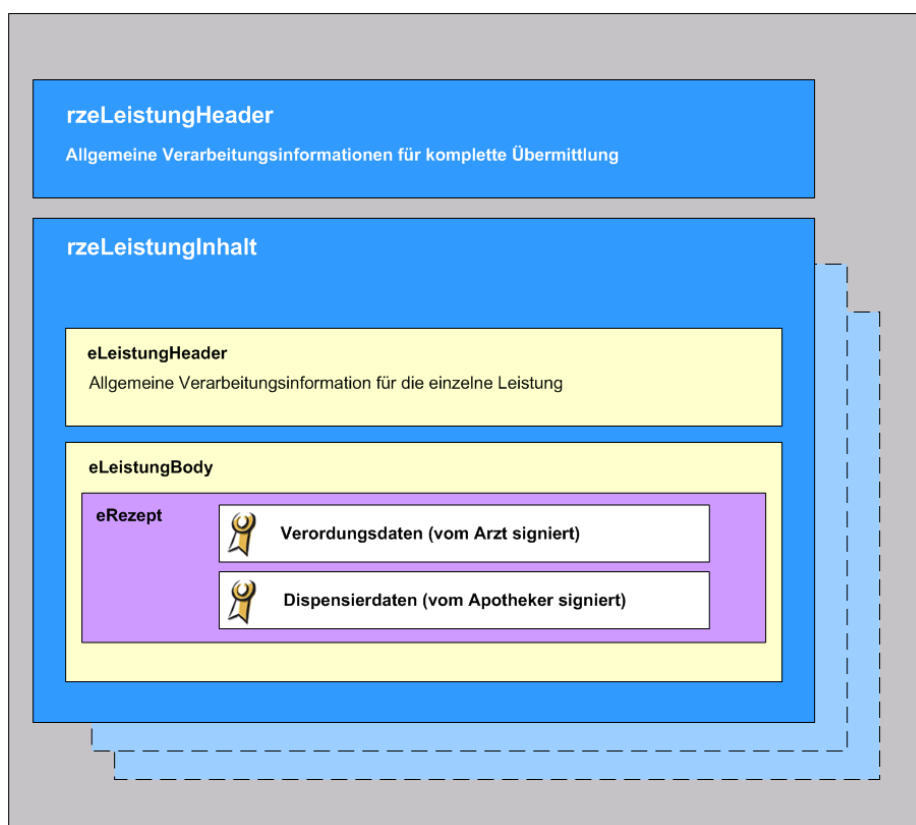 rzeLeistungHeader
Allgemeine Verarbeitungsinformationen für komplette Übermittlung
rzeLeistungInhalt
eLeistungHeader
Allgemeine Verarbeitungsinformation für die einzelne Leistung
eLeistungBody
eRezept
Verordungsdaten (vom Arzt signiert)
Dispensierdaten (vom Apotheker signiert)